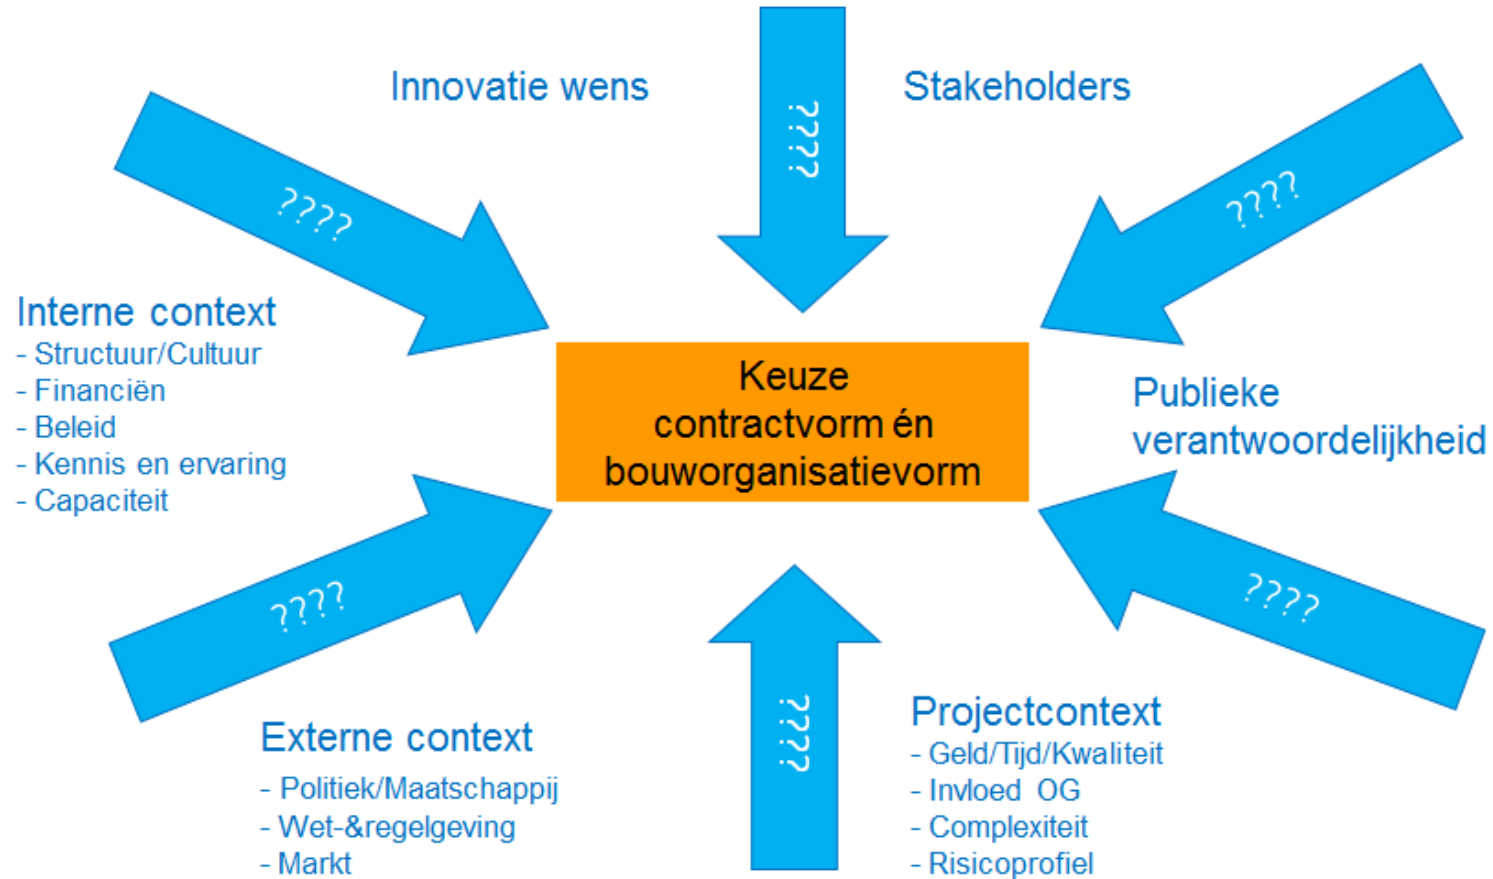 Innovatie wens
Stakeholders
????
????
????
Interne context
- Structuur/Cultuur
- Financiën
- Beleid
- Kennis en ervaring
- Capaciteit
Keuze
contractvorm én
bouworganisatievorm
Publieke
verantwoordelijkheid
????
????
????
Externe context
- Politiek/Maatschappij
- Wet-&regelgeving
- Markt
Projectcontext
- Geld/Tijd/Kwaliteit
- Invloed OG
- Complexiteit
- Risicoprofiel